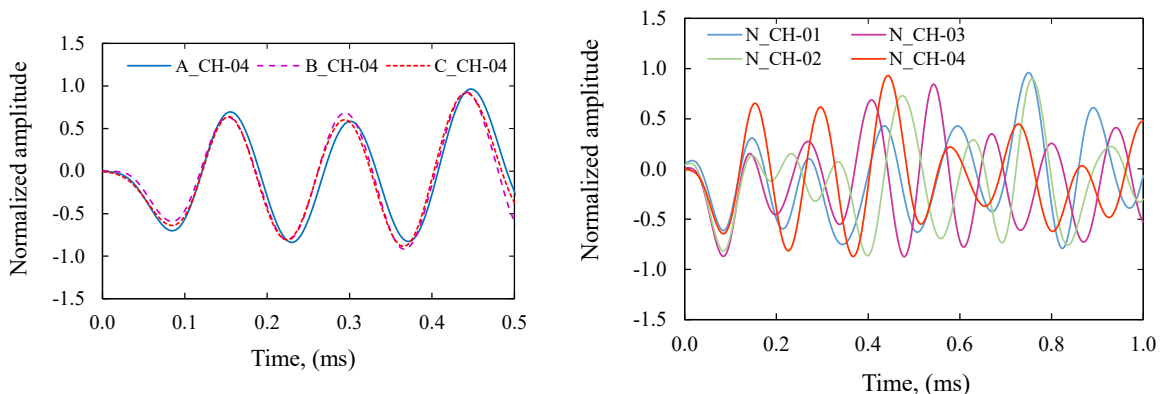 1.5
1.0
0.5
0.0
-0.5
-1.0
-1.5
Normalized amplitude
A_CH-04 B_CH-04 C_CH-04
0.0 0.1 0.2 0.3 0.4 0.5
Time, (ms)
1.5
1.0
0.5
0.0
-0.5
-1.0
-1.5
Normalized amplitude
N_CH-01 N_CH-03
N_CH-02 N_CH-04
0.0 0.2 0.4 0.6 0.8 1.0
Time, (ms)